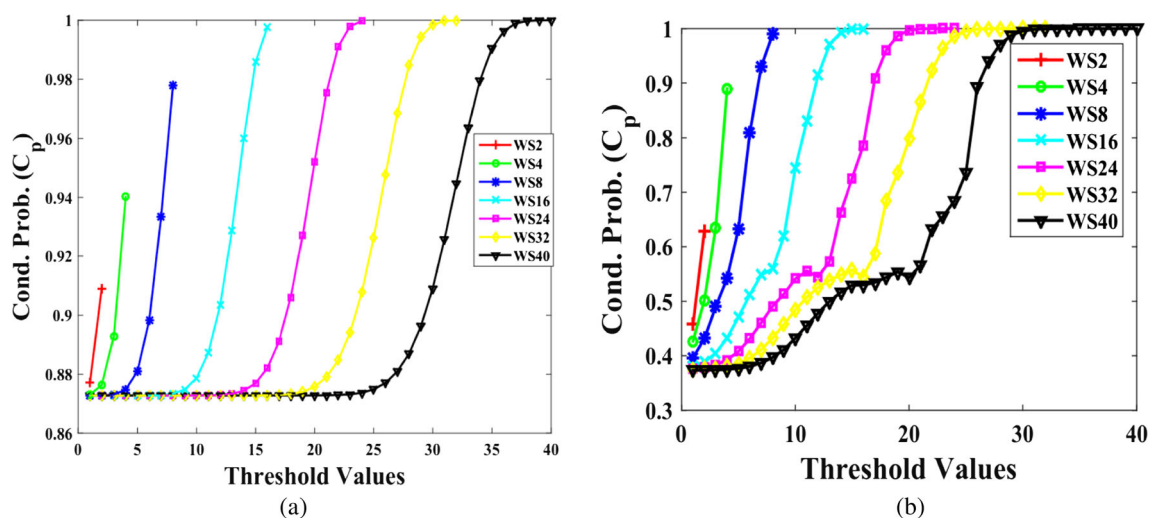 1
0.98
0.96
0.94
0.92
0.9
0.88
0.86
Cond. Prob. (C_p)
0 5 10 15 20 25 30 35 40
Threshold Values
WS2
WS4
WS8
WS16
WS24
WS32
WS40
(a)
1
0.9
0.8
0.7
0.6
0.5
0.4
0.3
Cond. Prob. (C_p)
0 10 20 30 40
Threshold Values
WS2
WS4
WS8
WS16
WS24
WS32
WS40
(b)